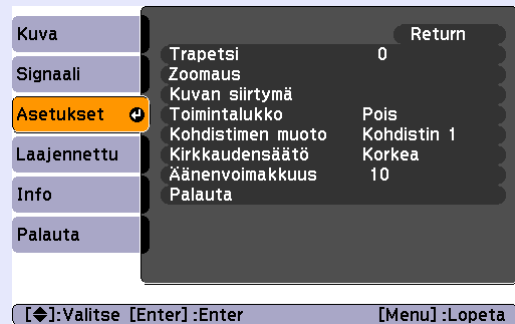 Kuva
Signaali
Asetukset
Laajennettu
Info
Palauta
Return
Trapetsi 0
Zoomaus
Kuvan siirtymä
Toimintalukko Pois
Kohdistimen muoto Kohdistin 1
Kirkkaudensäätö Korkea
Äänenvoimakkuus 10
Palauta
[◆]:Valitse [Enter]:Enter [Menu]:Lopeta